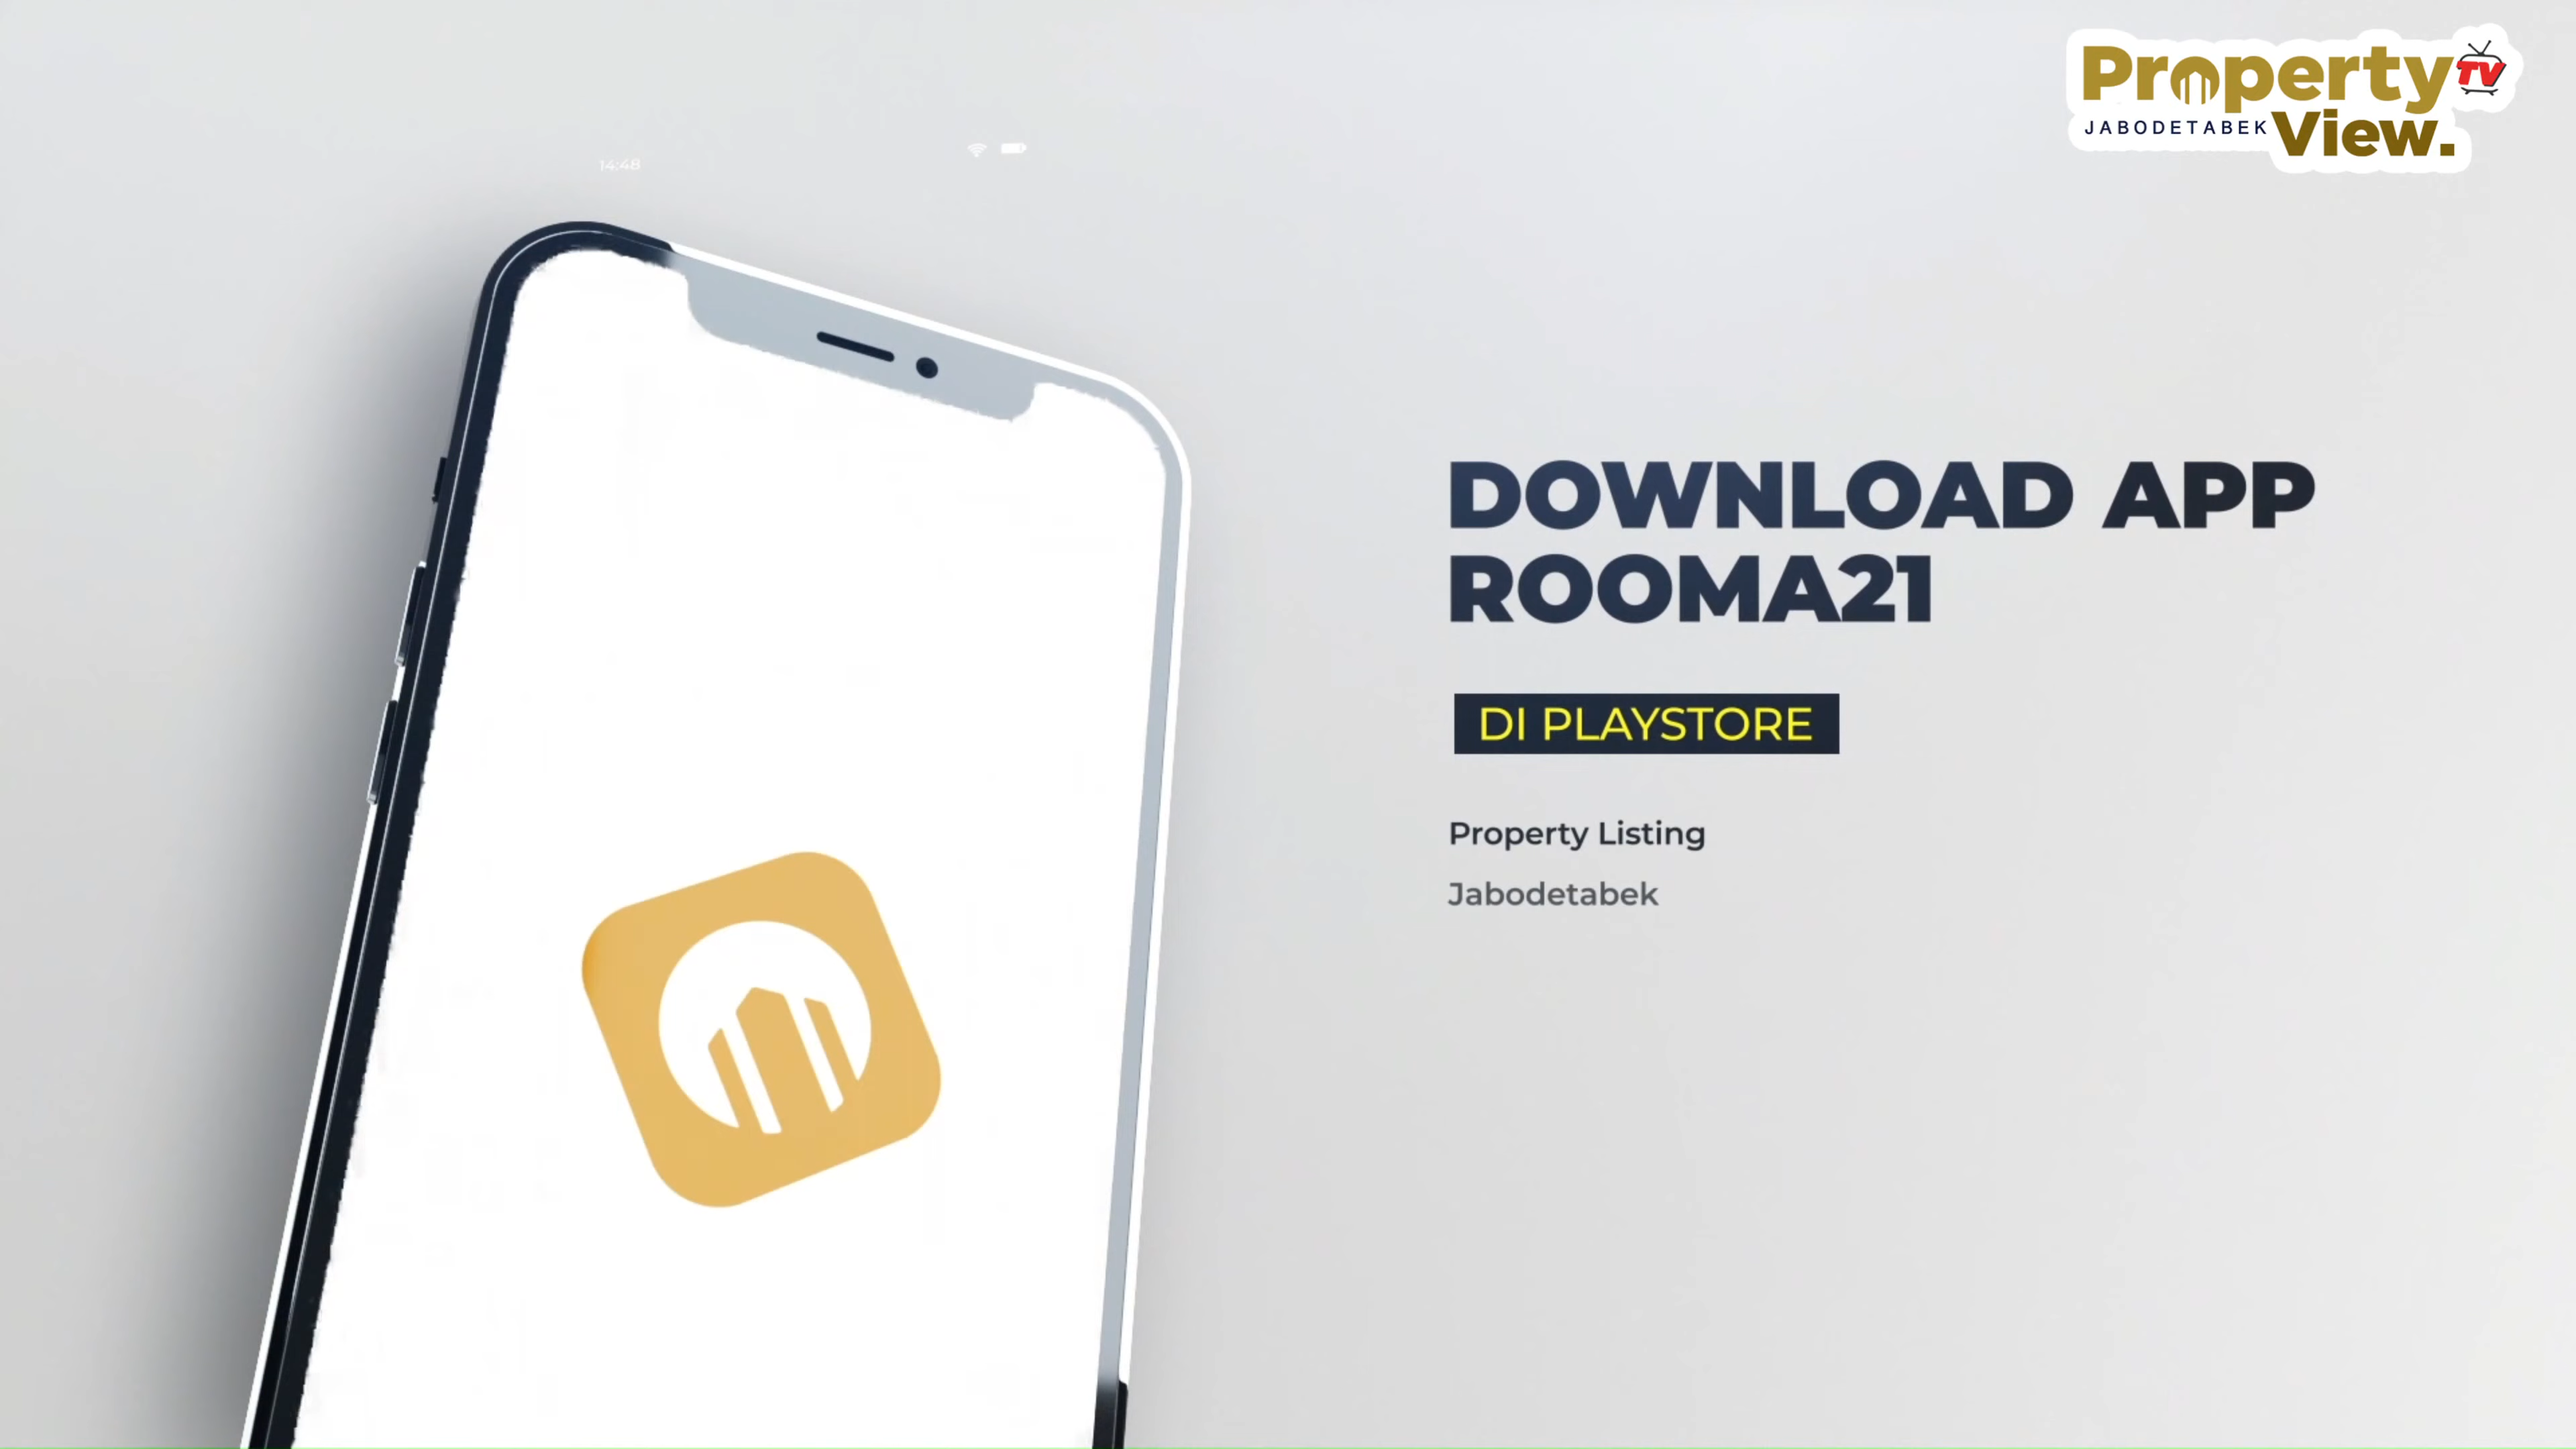 Property TV
JABODETABEK View.
14:48
DOWNLOAD APP
ROOMA21
DI PLAYSTORE
Property Listing
Jabodetabek